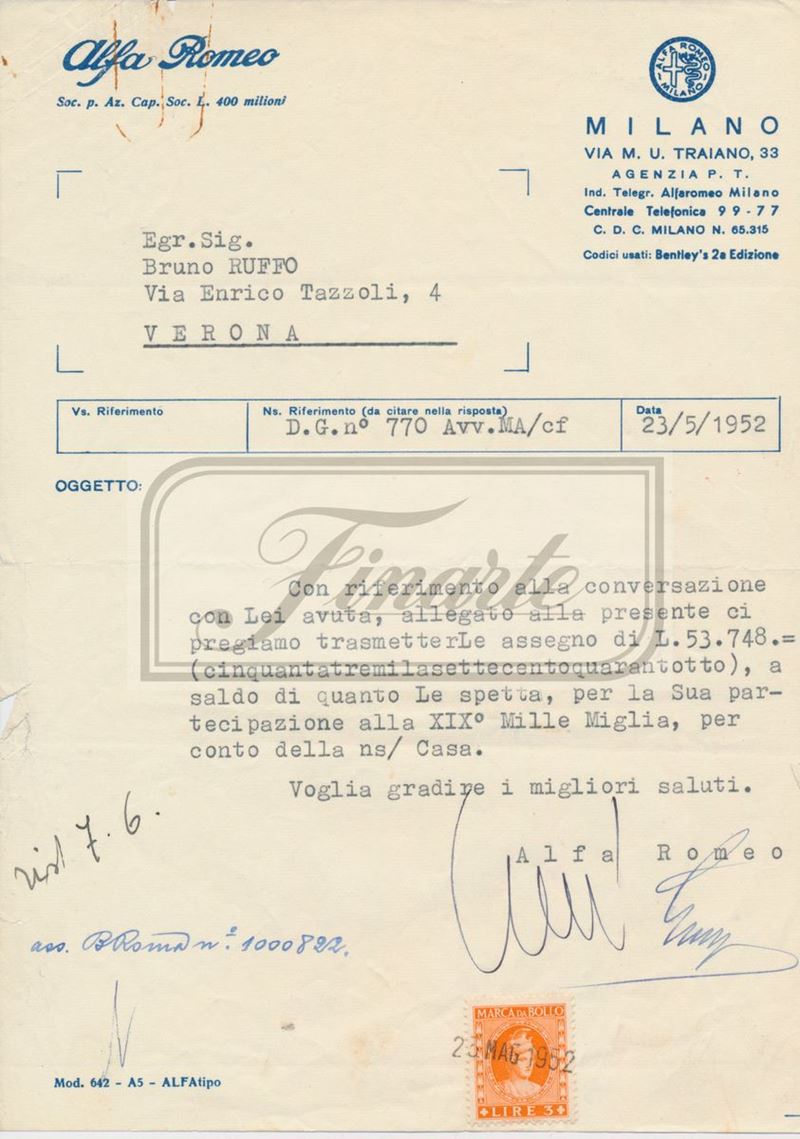 Alfa Romeo
Soc. p. Az. Cap. Soc. L. 400 milioni
ALFA ROMEO
MILANO
MILANO
VIA M. U. TRAIANO, 33
AGENZIA P. T.
Ind. Telegr. Alfaromeo Milano
Centrale Telefonica 99-77
C. D. C. MILANO N. 65.315
Codici usati: Bentley's 2a Edizione
Egr.Sig.
Bruno RUFFO
Via Enrico Tazzoli, 4
VERONA
Vs. Riferimento
Ns. Riferimento (da citare nella risposta)
D.G.nº 770 Avv.MA/cf
Data
23/5/1952
OGGETTO:
Finarte
Con riferimento alla conversazione
con Lei avuta, allegato alla presente ci
pregiamo trasmetterLe assegno di L.53.748.=
(cinquantatremilasettecentoquarantotto), a
saldo di quanto Le spetta, per la Sua par-
tecipazione alla XIXº Mille Miglia, per
conto della ns/ Casa.
Voglia gradire i migliori saluti.
Alfa Romeo
7.6.
ass. B Roma n.º 1000822.
MARCA DA BOLLO
23 MAG 1952
LIRE 3
Mod. 642 - A5 - ALFAtipo